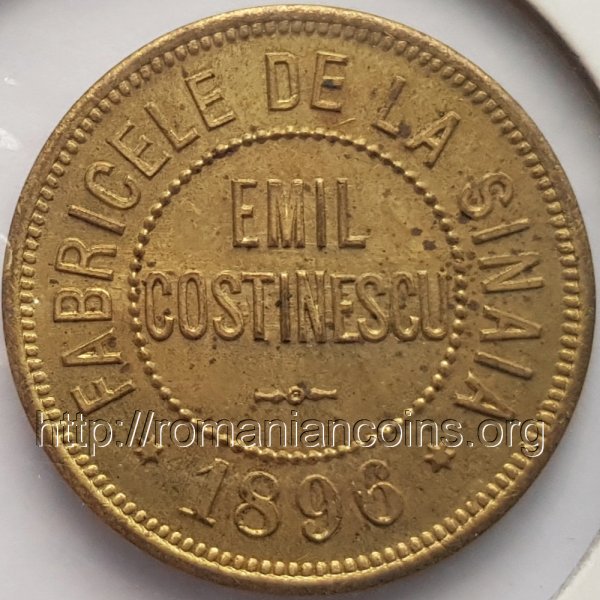 FABRICELE DE LA SINAIA
EMIL
COSTINESCU
* 1896 *
http://romaniancoins.org